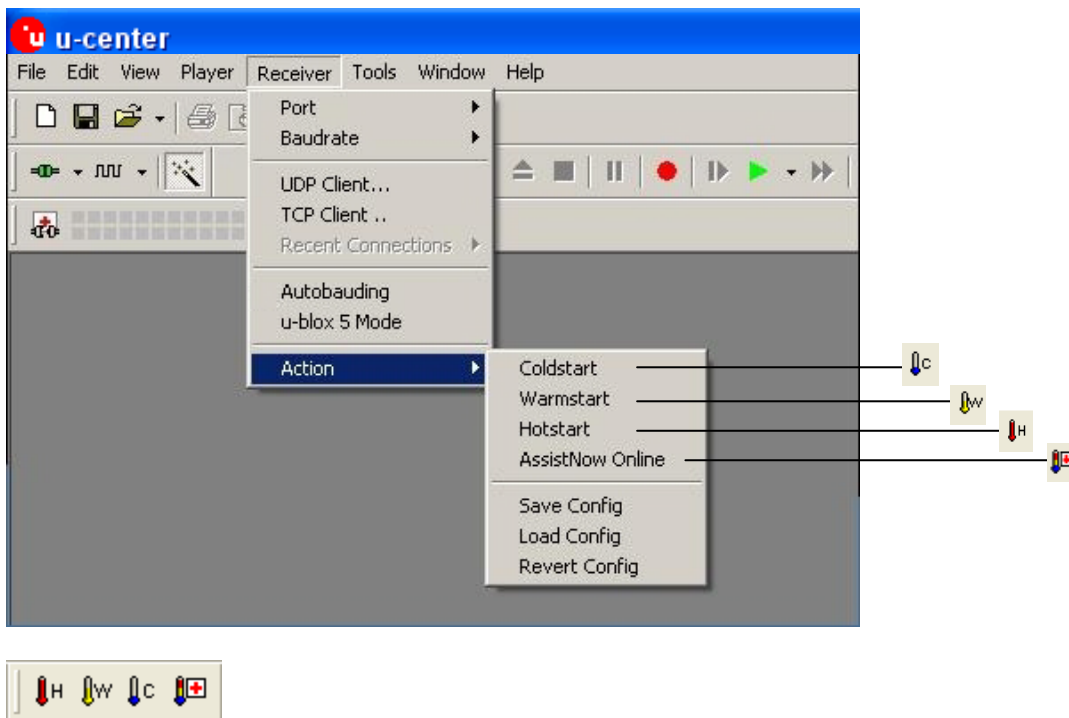 u u-center
File Edit View Player Receiver Tools Window Help
Port
Baudrate
UDP Client...
TCP Client ..
Recent Connections
Autobauding
u-blox 5 Mode
Action
Coldstart C
Warmstart W
Hotstart H
AssistNow Online
Save Config
Load Config
Revert Config
H W C